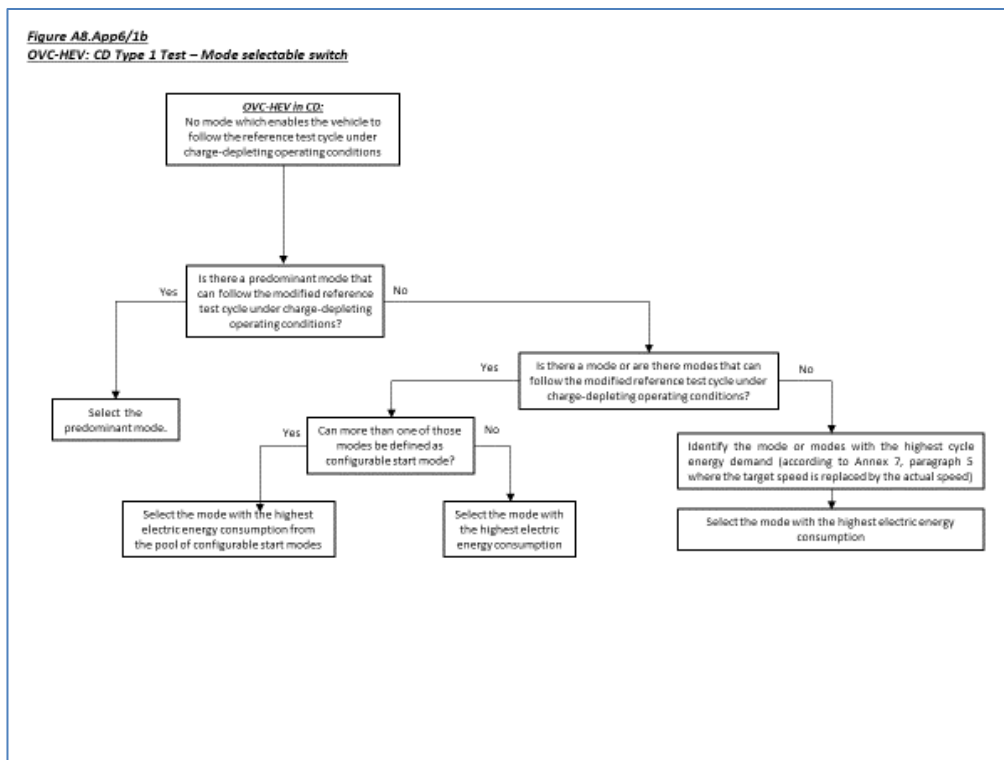 Figure A8.App6/1b
OVC-HEV: CD Type 1 Test – Mode selectable switch
OVC-HEV in CD:
No mode which enables the vehicle to
follow the reference test cycle under
charge-depleting operating conditions
Is there a predominant mode that
can follow the modified reference
test cycle under charge-depleting
operating conditions?
Yes
No
Is there a mode or are there modes that can
follow the modified reference test cycle under
charge-depleting operating conditions?
Yes
No
Select the
predominant mode.
Can more than one of those
modes be defined as
configurable start mode?
Yes
No
Identify the mode or modes with the highest cycle
energy demand (according to Annex 7, paragraph 5
where the target speed is replaced by the actual speed)
Select the mode with the highest
electric energy consumption from
the pool of configurable start modes
Select the mode with
the highest electric
energy consumption
Select the mode with the highest electric energy
consumption